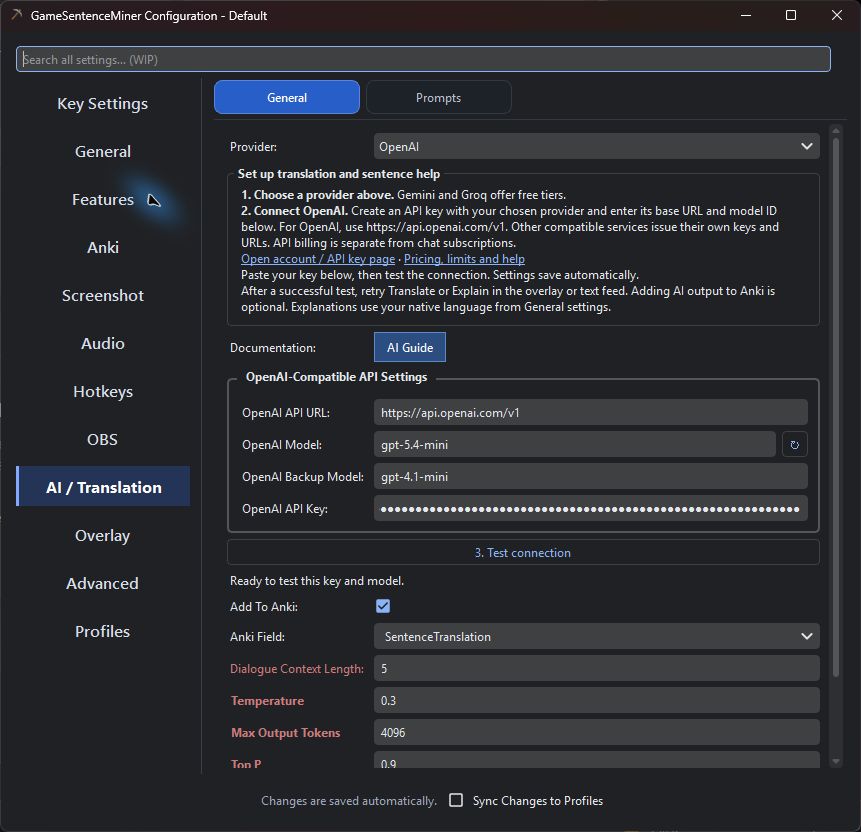 GameSentenceMiner Configuration - Default
Search all settings... (WIP)
Key Settings
General
Features
Anki
Screenshot
Audio
Hotkeys
OBS
AI / Translation
Overlay
Advanced
Profiles
General
Prompts
Provider:
OpenAI
Set up translation and sentence help
1. Choose a provider above. Gemini and Groq offer free tiers.
2. Connect OpenAI. Create an API key with your chosen provider and enter its base URL and model ID
below. For OpenAI, use https://api.openai.com/v1. Other compatible services issue their own keys and
URLs. API billing is separate from chat subscriptions.
Open account / API key page · Pricing, limits and help
Paste your key below, then test the connection. Settings save automatically.
After a successful test, retry Translate or Explain in the overlay or text feed. Adding AI output to Anki is
optional. Explanations use your native language from General settings.
Documentation:
AI Guide
OpenAI-Compatible API Settings
OpenAI API URL:
https://api.openai.com/v1
OpenAI Model:
gpt-5.4-mini
OpenAI Backup Model:
gpt-4.1-mini
OpenAI API Key:
3. Test connection
Ready to test this key and model.
Add To Anki:
Anki Field:
SentenceTranslation
Dialogue Context Length:
5
Temperature
0.3
Max Output Tokens
4096
Top P
0.9
Changes are saved automatically.
Sync Changes to Profiles